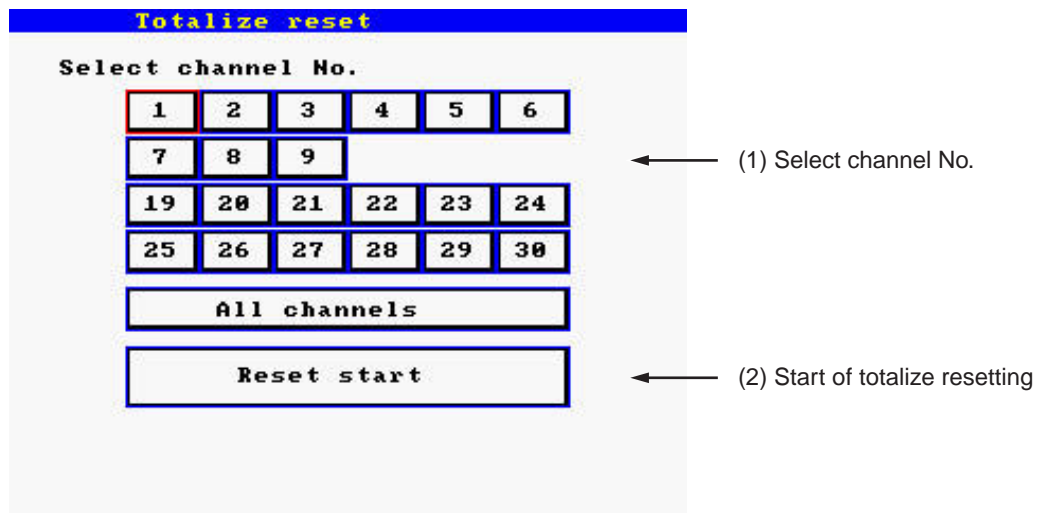 Totalize reset
Select channel No.
1 2 3 4 5 6
7 8 9
(1) Select channel No.
19 20 21 22 23 24
25 26 27 28 29 30
All channels
Reset start
(2) Start of totalize resetting